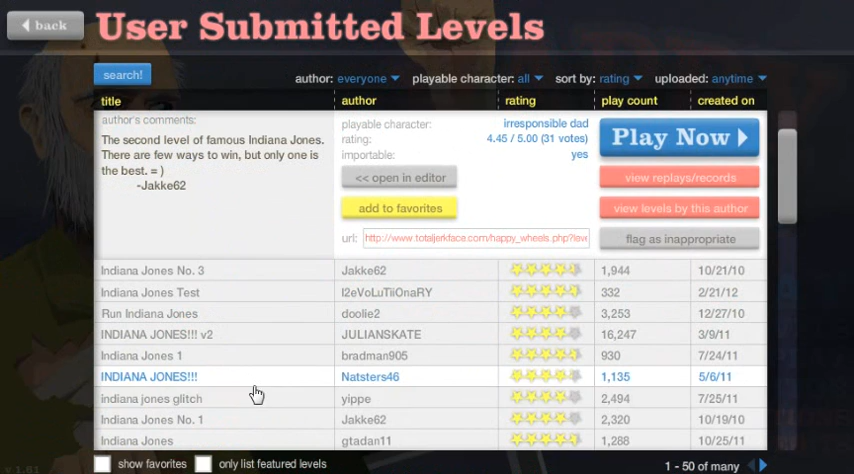 back
User Submitted Levels
search!
author: everyone playable character: all sort by: rating uploaded: anytime
title author rating play count created on
author's comments:
The second level of famous Indiana Jones.
There are few ways to win, but only one is
the best. = )
-Jakke62
playable character: irresponsible dad
rating: 4.45 / 5.00 (31 votes)
importable: yes
<< open in editor
add to favorites
url: http://www.totaljerkface.com/happy_wheels.php?leve
Play Now
view replays/records
view levels by this author
flag as inappropriate
Indiana Jones No. 3 Jakke62 1,944 10/21/10
Indiana Jones Test I2eVoLuTiiOnaRY 332 2/21/12
Run Indiana Jones doolie2 3,253 12/27/10
INDIANA JONES!!! v2 JULIANSKATE 16,247 3/9/11
Indiana Jones 1 bradman905 930 7/24/11
INDIANA JONES!!! Natsters46 1,135 5/6/11
indiana jones glitch yippe 2,494 7/25/11
Indiana Jones No. 1 Jakke62 2,320 10/19/10
Indiana Jones gtadan11 1,288 10/25/11
show favorites only list featured levels 1 - 50 of many